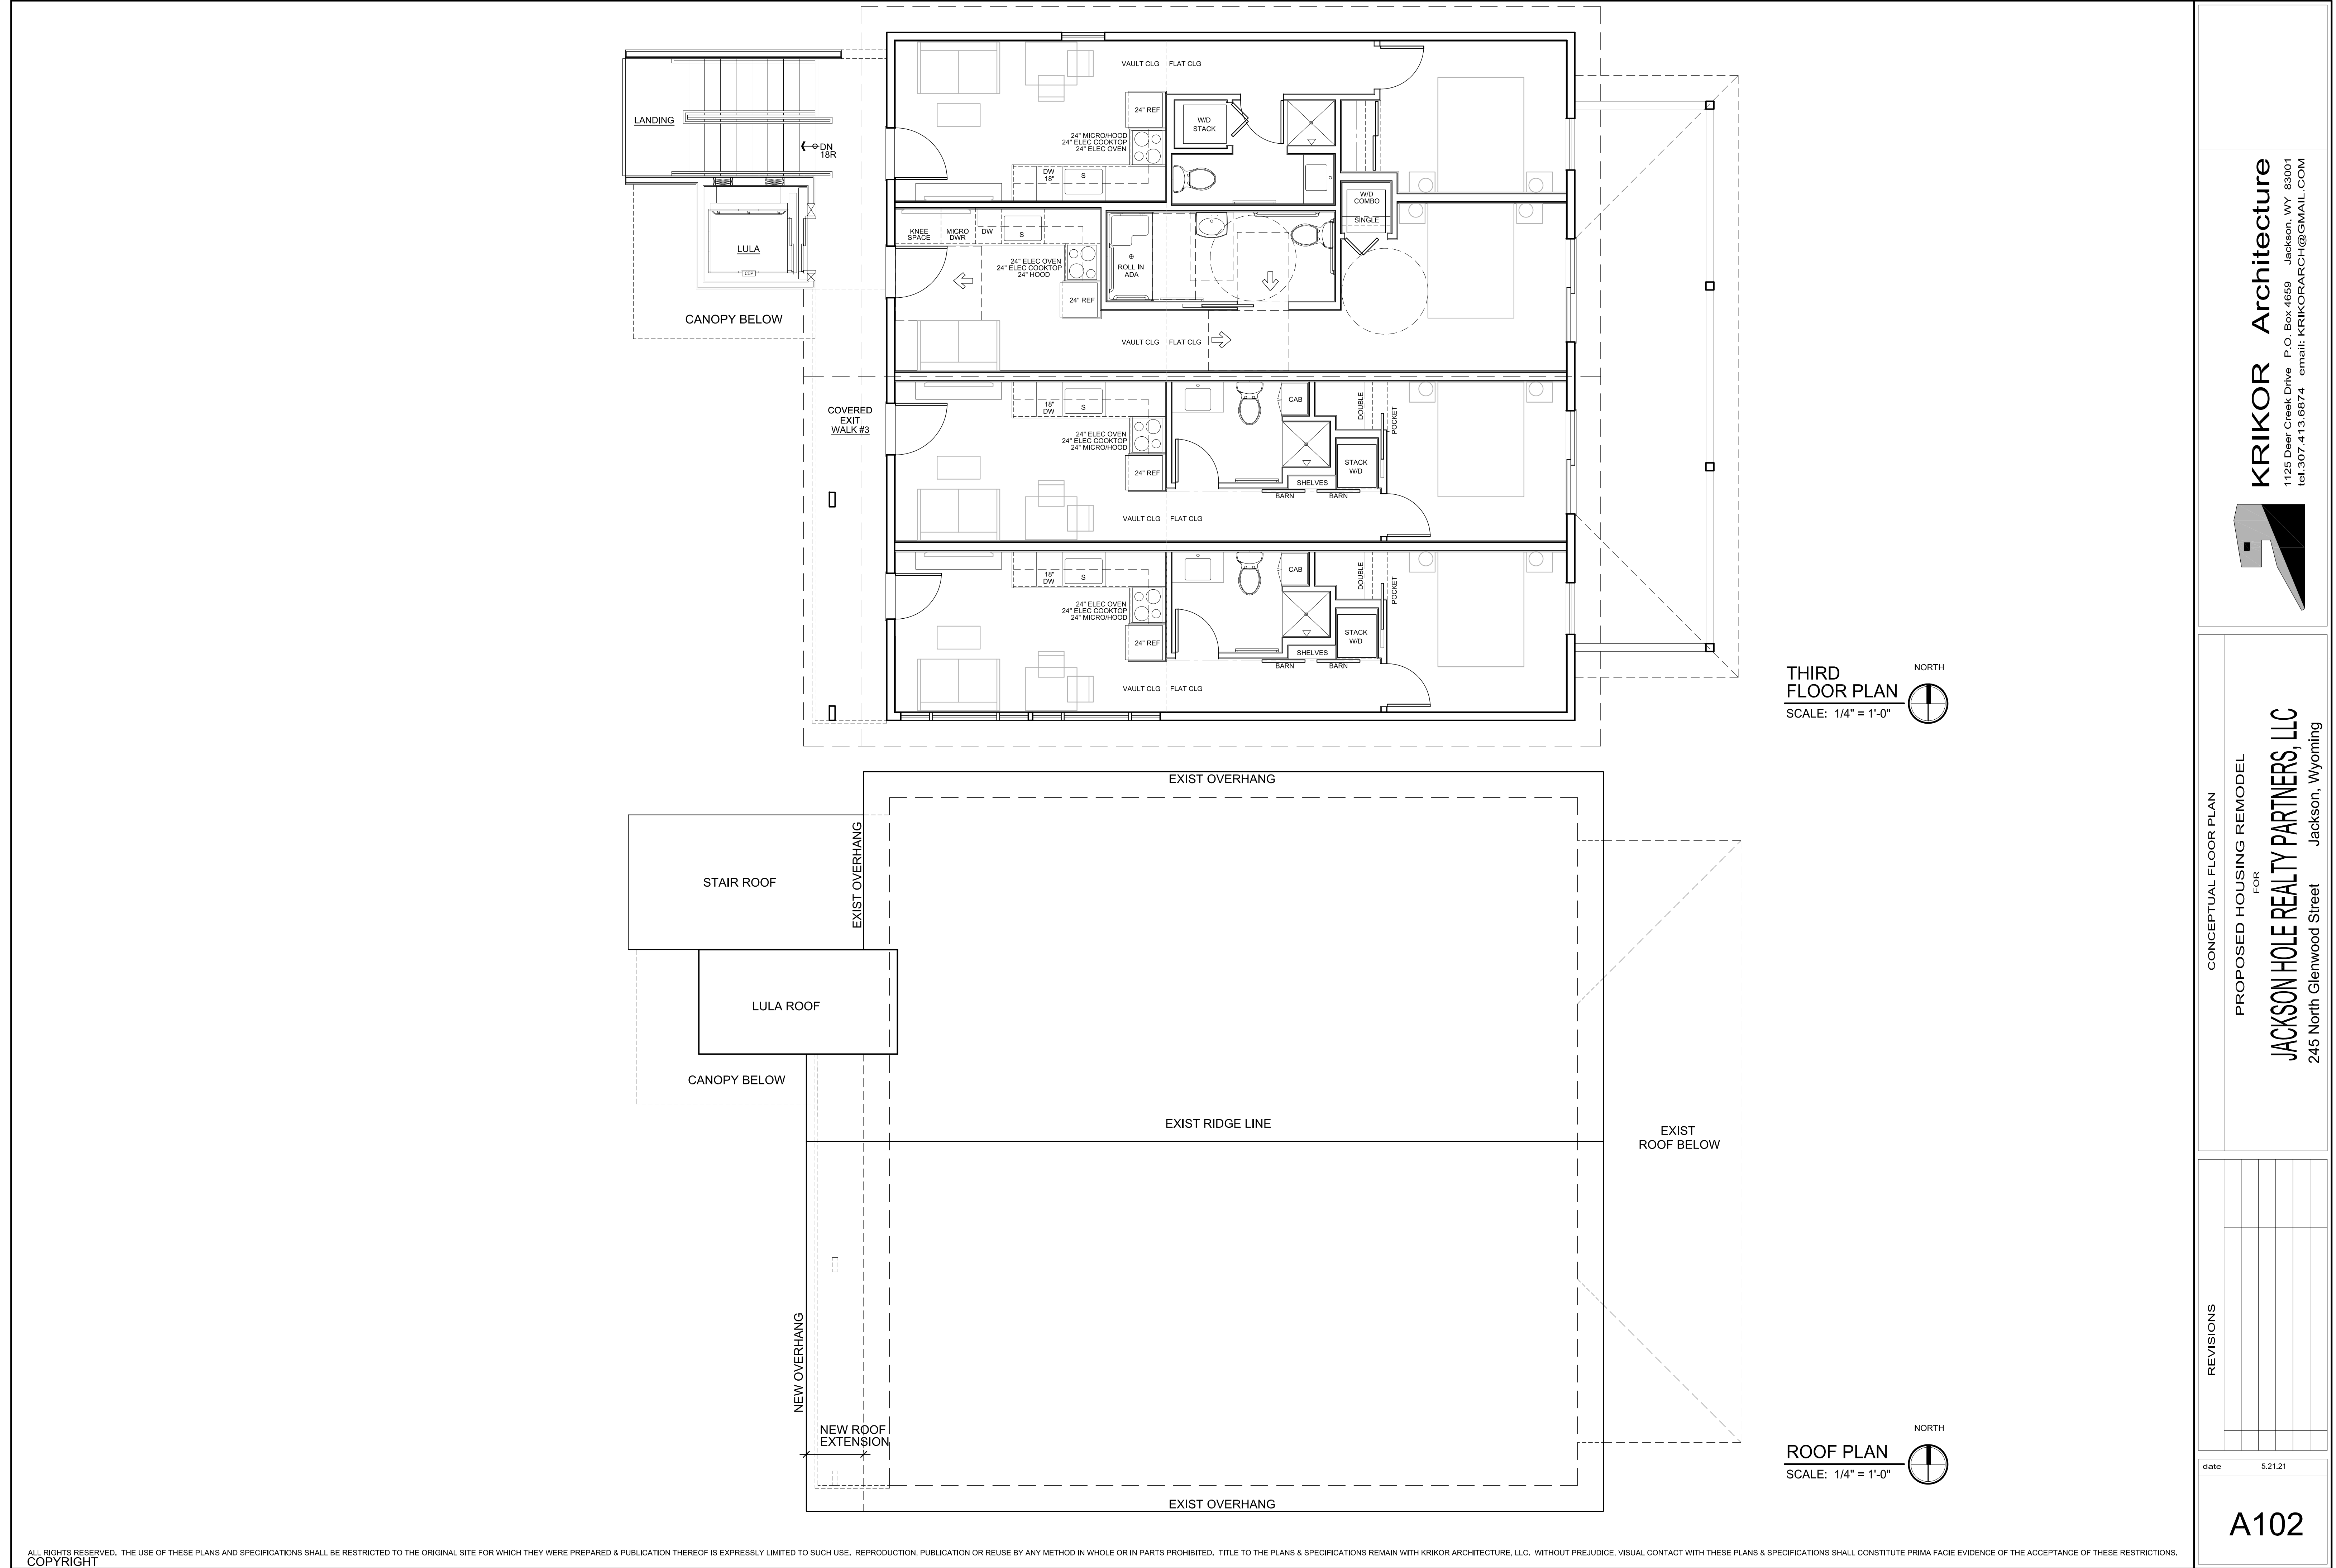 VAULT CLG FLAT CLG
LANDING
24" REF
W/D
STACK
24" MICRO/HOOD
24" ELEC COOKTOP
24" ELEC OVEN
DN
18R
DW
18"
S
W/D
COMBO
SINGLE
KNEE
SPACE
MICRO
DWR
DW
S
LULA
COP
24" ELEC OVEN
24" ELEC COOKTOP
24" HOOD
ROLL IN
ADA
24" REF
CANOPY BELOW
VAULT CLG FLAT CLG
COVERED
EXIT
WALK #3
18"
DW
S
CAB
DOUBLE
POCKET
24" ELEC OVEN
24" ELEC COOKTOP
24" MICRO/HOOD
24" REF
STACK
W/D
SHELVES
BARN BARN
VAULT CLG FLAT CLG
18"
DW
S
CAB
DOUBLE
POCKET
24" ELEC OVEN
24" ELEC COOKTOP
24" MICRO/HOOD
24" REF
STACK
W/D
SHELVES
BARN BARN
VAULT CLG FLAT CLG
THIRD
FLOOR PLAN
SCALE: 1/4" = 1'-0"
NORTH
EXIST OVERHANG
EXIST OVERHANG
STAIR ROOF
LULA ROOF
CANOPY BELOW
EXIST RIDGE LINE
EXIST
ROOF BELOW
NEW OVERHANG
NEW ROOF
EXTENSION
EXIST OVERHANG
ROOF PLAN
SCALE: 1/4" = 1'-0"
NORTH
KRIKOR Architecture
1125 Deer Creek Drive P.O. Box 4659 Jackson, WY 83001
tel.307.413.6874 email: KRIKORARCH@GMAIL.COM
CONCEPTUAL FLOOR PLAN
PROPOSED HOUSING REMODEL
FOR
JACKSON HOLE REALTY PARTNERS, LLC
245 North Glenwood Street Jackson, Wyoming
REVISIONS
date 5.21.21
A102
ALL RIGHTS RESERVED. THE USE OF THESE PLANS AND SPECIFICATIONS SHALL BE RESTRICTED TO THE ORIGINAL SITE FOR WHICH THEY WERE PREPARED & PUBLICATION THEREOF IS EXPRESSLY LIMITED TO SUCH USE. REPRODUCTION, PUBLICATION OR REUSE BY ANY METHOD IN WHOLE OR IN PARTS PROHIBITED. TITLE TO THE PLANS & SPECIFICATIONS REMAIN WITH KRIKOR ARCHITECTURE, LLC. WITHOUT PREJUDICE, VISUAL CONTACT WITH THESE PLANS & SPECIFICATIONS SHALL CONSTITUTE PRIMA FACIE EVIDENCE OF THE ACCEPTANCE OF THESE RESTRICTIONS.
COPYRIGHT